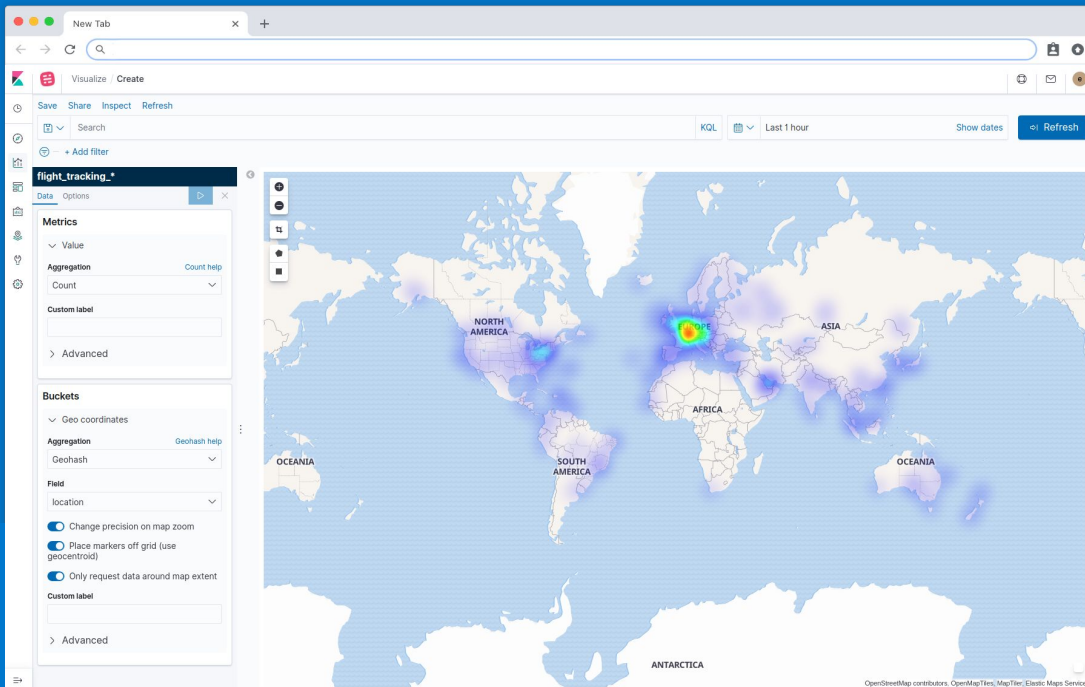 New Tab
Visualize / Create
e
Save Share Inspect Refresh
Search KQL Last 1 hour Show dates Refresh
+ Add filter
flight_tracking_*
Data Options
Metrics
Value
Aggregation Count help
Count
Custom label
Advanced
Buckets
Geo coordinates
Aggregation Geohash help
Geohash
Field
location
Change precision on map zoom
Place markers off grid (use
geocentroid)
Only request data around map extent
Custom label
Advanced
NORTH
AMERICA
EUROPE
ASIA
AFRICA
OCEANIA
SOUTH
AMERICA
OCEANIA
ANTARCTICA
OpenStreetMap contributors, OpenMapTiles, MapTiler, Elastic Maps Service